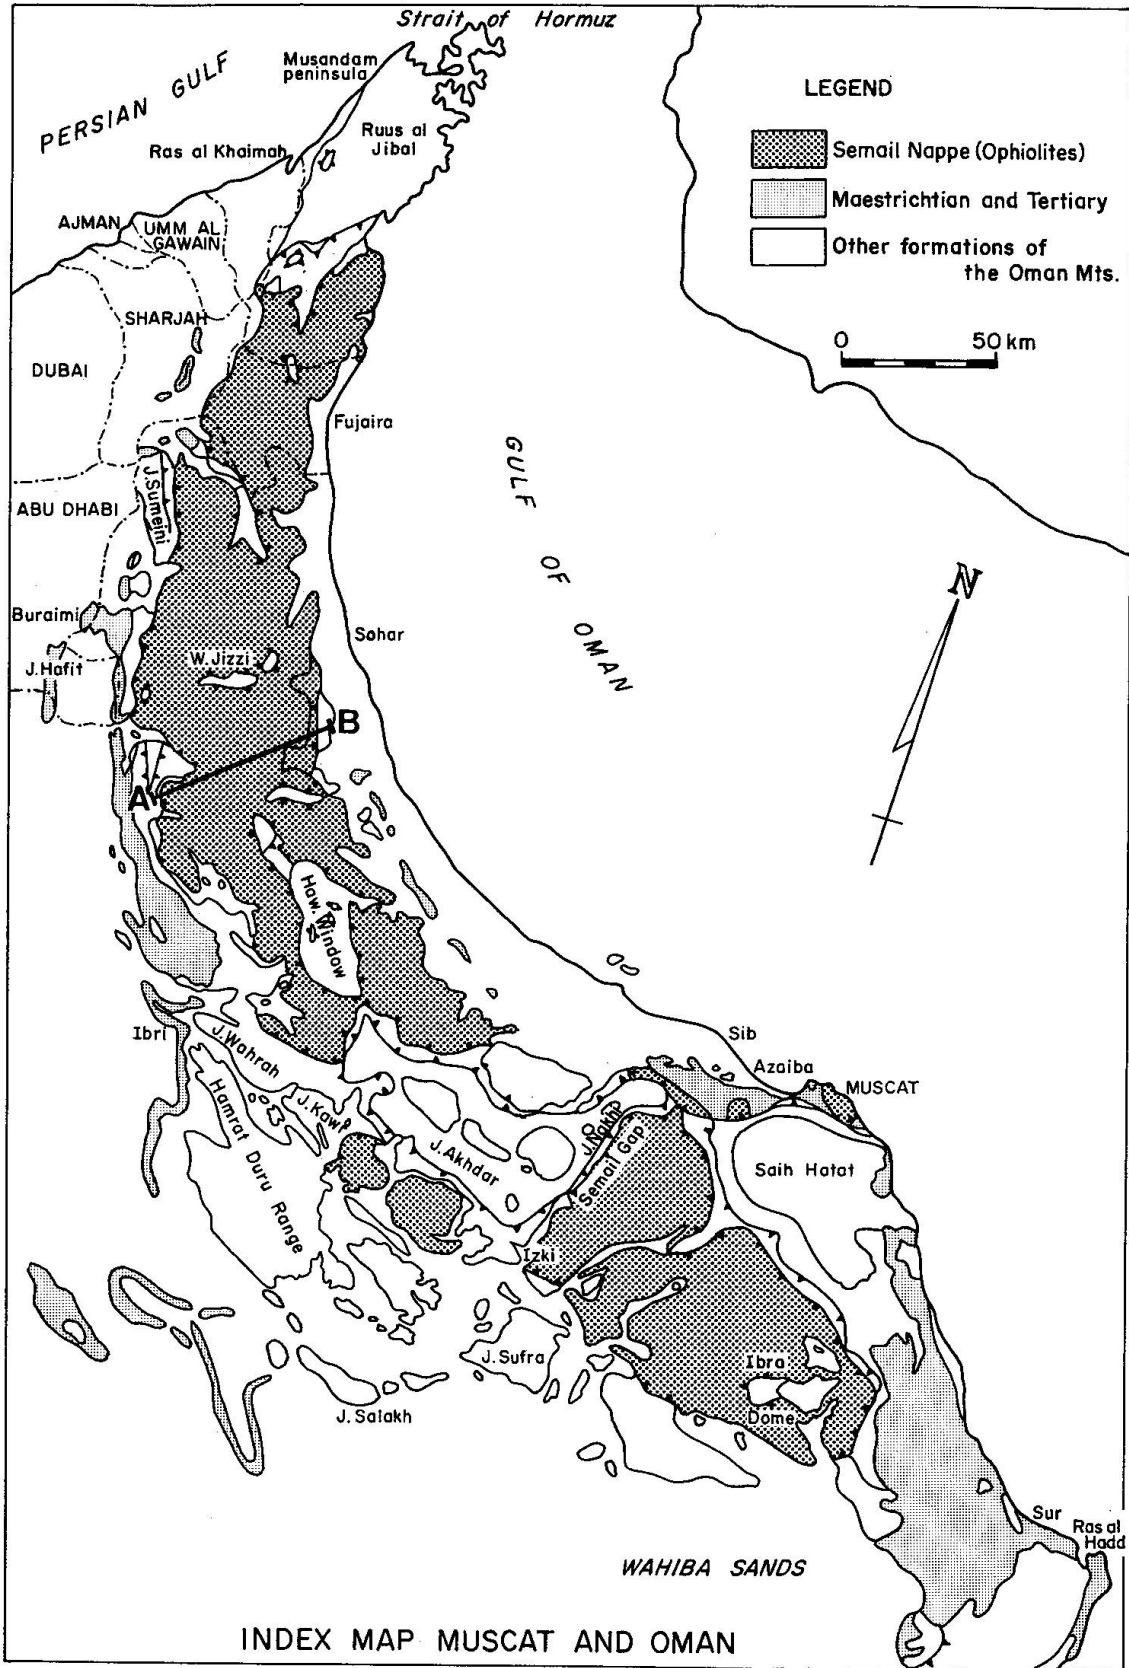 Strait of Hormuz
Musandam
peninsula
PERSIAN GULF
Ruus al
Jibal
Ras al Khaimah
LEGEND
Semail Nappe (Ophiolites)
Maestrichtian and Tertiary
Other formations of
the Oman Mts.
0 50 km
AJMAN
UMM AL
GAWAIN
SHARJAH
DUBAI
Fujaira
GULF OF OMAN
J. Sumeini
ABU DHABI
N
Buraimi
Sohar
W. Jizzi
J. Hafit
B
A
Haw. Window
Ibri
J. Wahrah
Sib
Azaiba
MUSCAT
Hamrat Duru Range
J. Kawr
J. Akhdar
J. Nakhl
Semail Gap
Saih Hatat
Izki
J. Sufra
Ibra
Dome
J. Salakh
Sur
Ras al
Hadd
WAHIBA SANDS
INDEX MAP MUSCAT AND OMAN